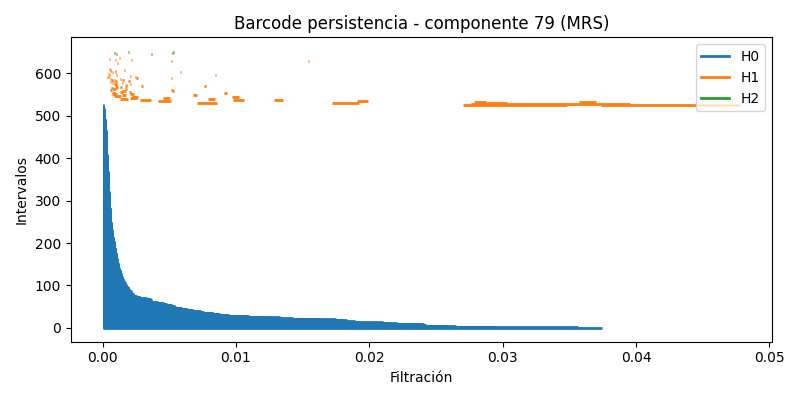 Barcode persistencia - componente 79 (MRS)
H0
H1
H2
Intervalos
600
500
400
300
200
100
0
0.00 0.01 0.02 0.03 0.04 0.05
Filtración